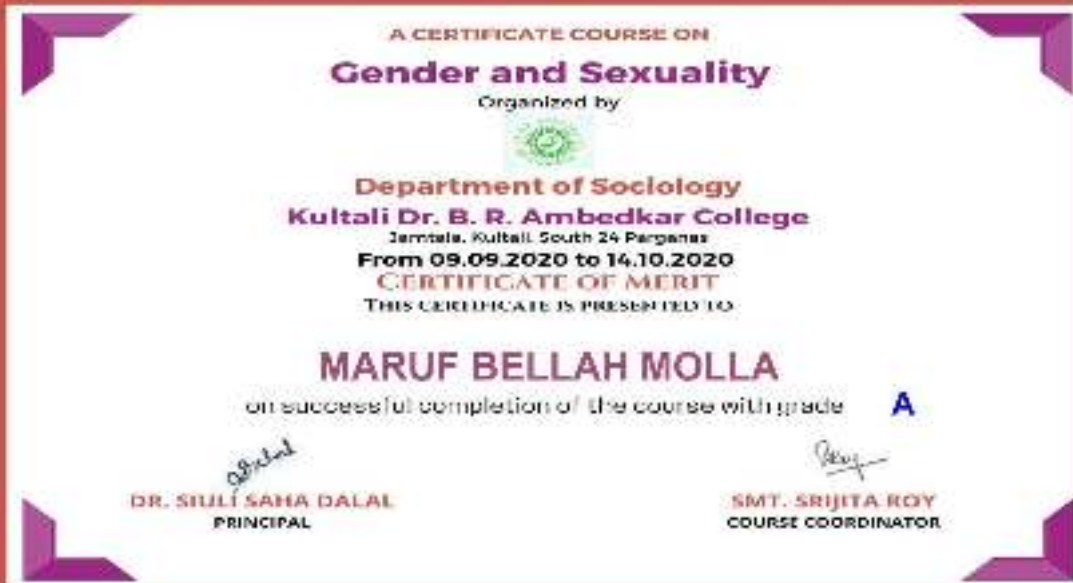 A CERTIFICATE COURSE ON
Gender and Sexuality
Organized by
Department of Sociology
Kultali Dr. B. R. Ambedkar College
Jamtala, Kultali, South 24 Parganas
From 09.09.2020 to 14.10.2020
CERTIFICATE OF MERIT
THIS CERTIFICATE IS PRESENTED TO
MARUF BELLAH MOLLA
on successful completion of the course with grade A
DR. SIULI SAHA DALAL
PRINCIPAL
SMT. SRIJITA ROY
COURSE COORDINATOR